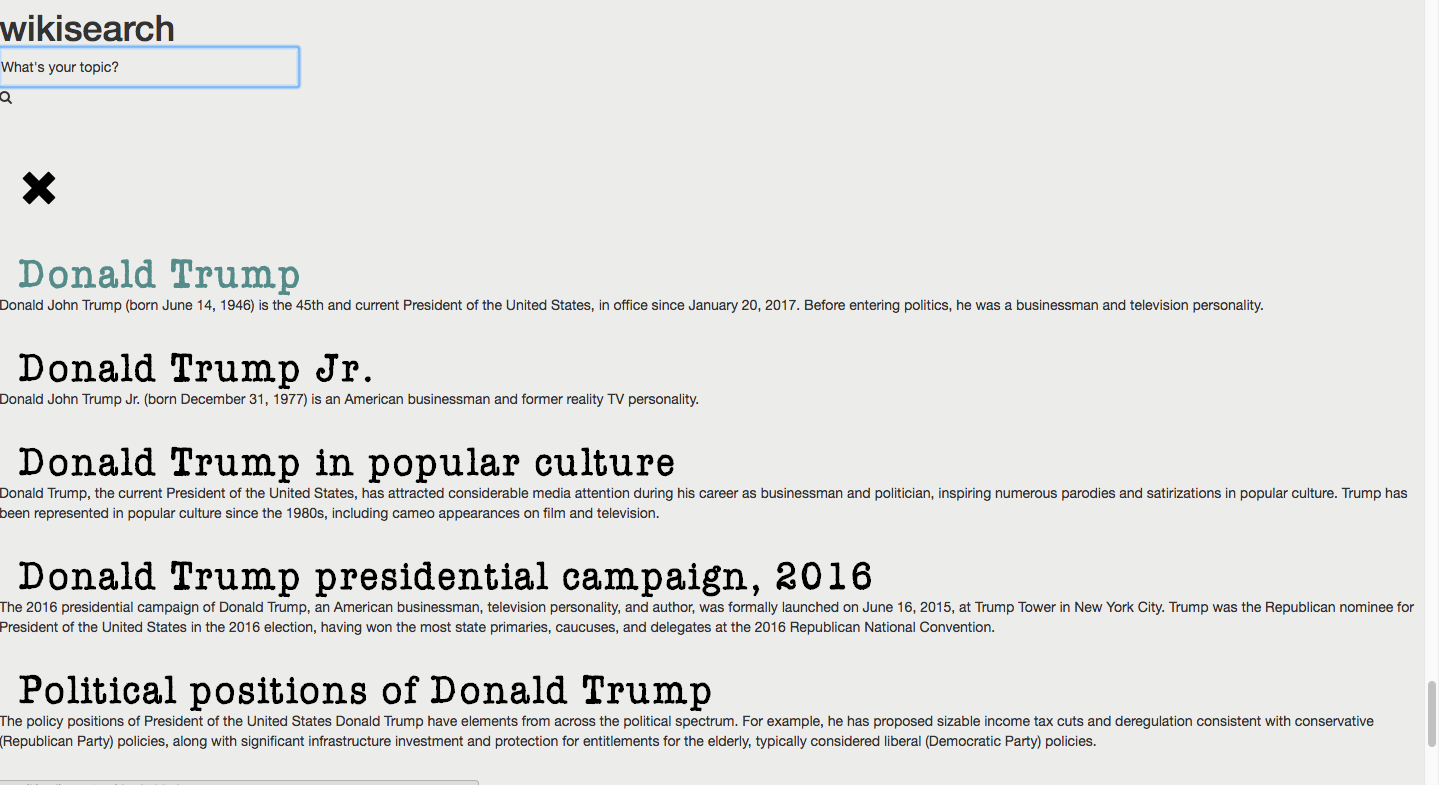 wikisearch
What's your topic?
Donald Trump
Donald John Trump (born June 14, 1946) is the 45th and current President of the United States, in office since January 20, 2017. Before entering politics, he was a businessman and television personality.
Donald Trump Jr.
Donald John Trump Jr. (born December 31, 1977) is an American businessman and former reality TV personality.
Donald Trump in popular culture
Donald Trump, the current President of the United States, has attracted considerable media attention during his career as businessman and politician, inspiring numerous parodies and satirizations in popular culture. Trump has
been represented in popular culture since the 1980s, including cameo appearances on film and television.
Donald Trump presidential campaign, 2016
The 2016 presidential campaign of Donald Trump, an American businessman, television personality, and author, was formally launched on June 16, 2015, at Trump Tower in New York City. Trump was the Republican nominee for
President of the United States in the 2016 election, having won the most state primaries, caucuses, and delegates at the 2016 Republican National Convention.
Political positions of Donald Trump
The policy positions of President of the United States Donald Trump have elements from across the political spectrum. For example, he has proposed sizable income tax cuts and deregulation consistent with conservative
(Republican Party) policies, along with significant infrastructure investment and protection for entitlements for the elderly, typically considered liberal (Democratic Party) policies.